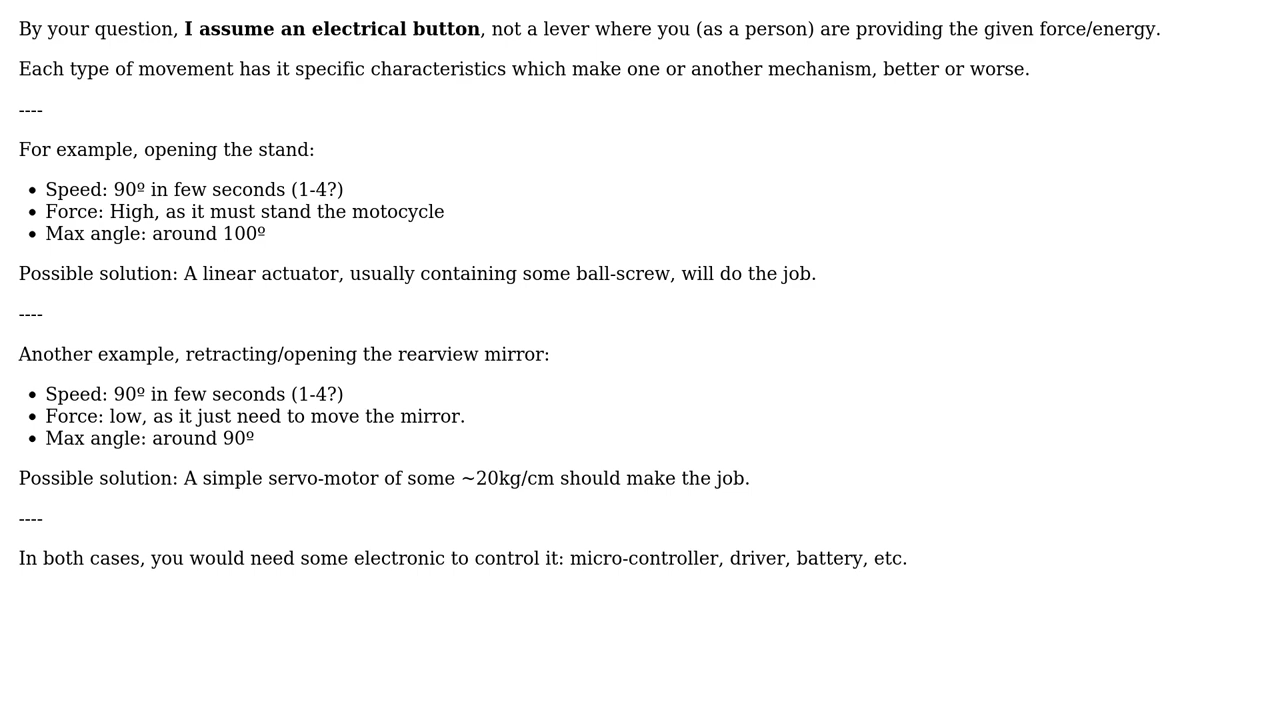 By your question, I assume an electrical button, not a lever where you (as a person) are providing the given force/energy.
Each type of movement has it specific characteristics which make one or another mechanism, better or worse.
----
For example, opening the stand:
• Speed: 90º in few seconds (1-4?)
• Force: High, as it must stand the motocycle
• Max angle: around 100º
Possible solution: A linear actuator, usually containing some ball-screw, will do the job.
----
Another example, retracting/opening the rearview mirror:
• Speed: 90º in few seconds (1-4?)
• Force: low, as it just need to move the mirror.
• Max angle: around 90º
Possible solution: A simple servo-motor of some ~20kg/cm should make the job.
----
In both cases, you would need some electronic to control it: micro-controller, driver, battery, etc.